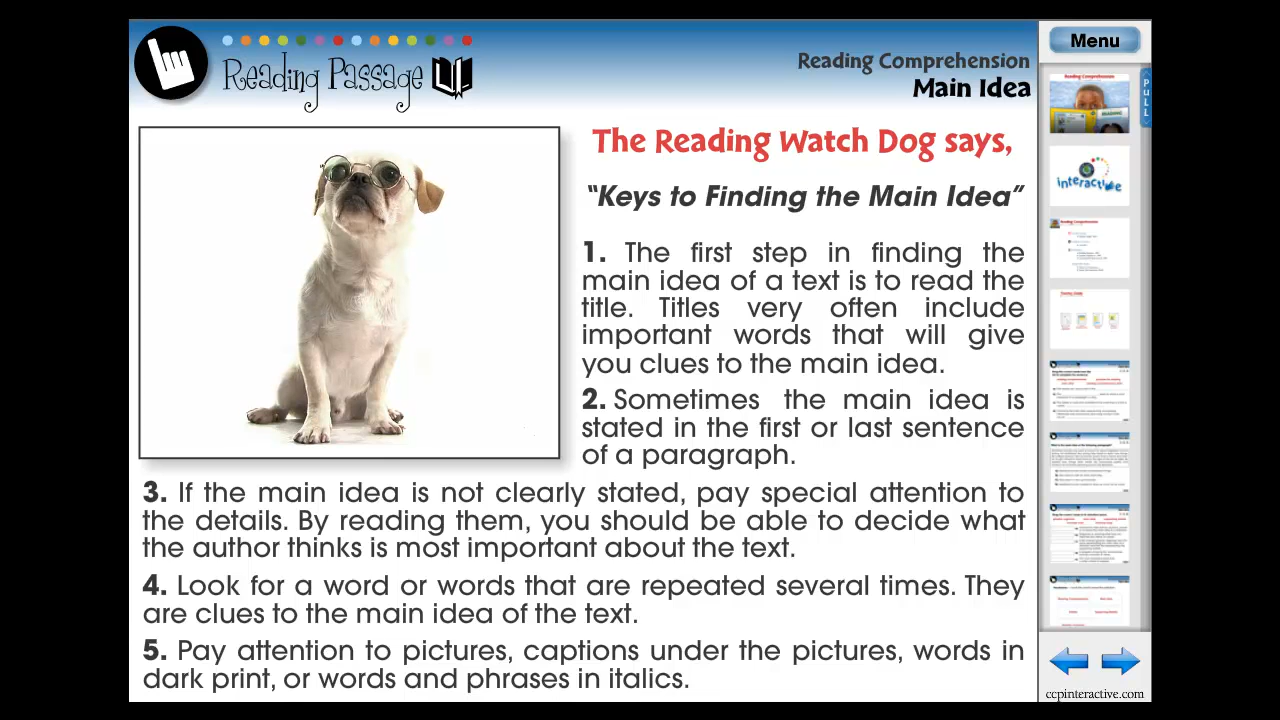 Reading Passage
Reading Comprehension
Main Idea
The Reading Watch Dog says,
“Keys to Finding the Main Idea”
1. The first step in finding the
main idea of a text is to read the
title. Titles very often include
important words that will give
you clues to the main idea.
2. Sometimes the main idea is
stated in the first or last sentence
of a paragraph.
3. If the main idea is not clearly stated, pay special attention to
the details. By reading them, you should be able to decide what
the author thinks is most important about the text.
4. Look for a word or words that are repeated several times. They
are clues to the main idea of the text.
5. Pay attention to pictures, captions under the pictures, words in
dark print, or words and phrases in italics.
Menu
PULL
Reading Comprehension
interactive
ccpinteractive.com